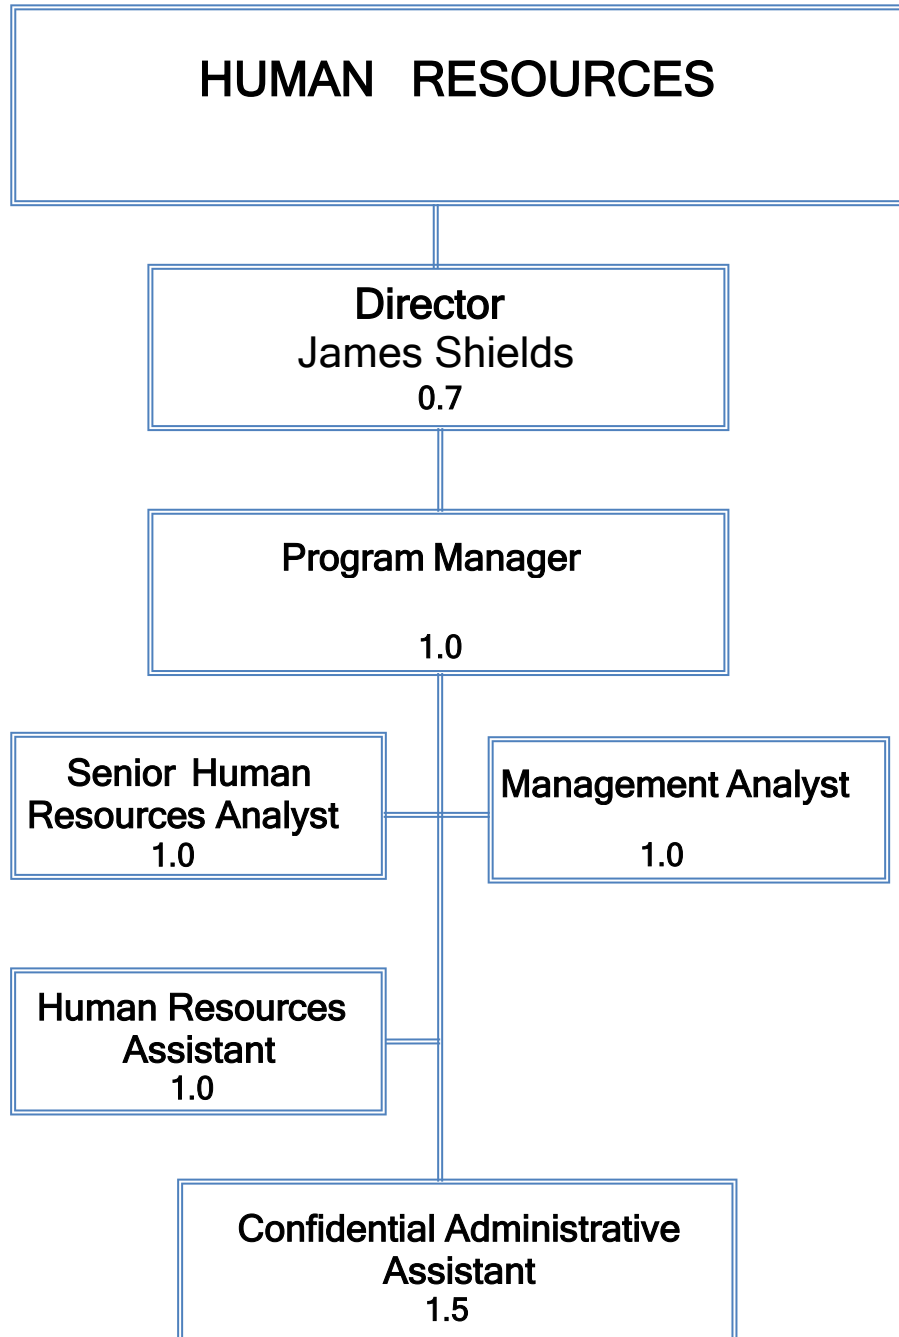 HUMAN RESOURCES
Director
James Shields
0.7
Program Manager
1.0
Senior Human
Resources Analyst
1.0
Management Analyst
1.0
Human Resources
Assistant
1.0
Confidential Administrative
Assistant
1.5